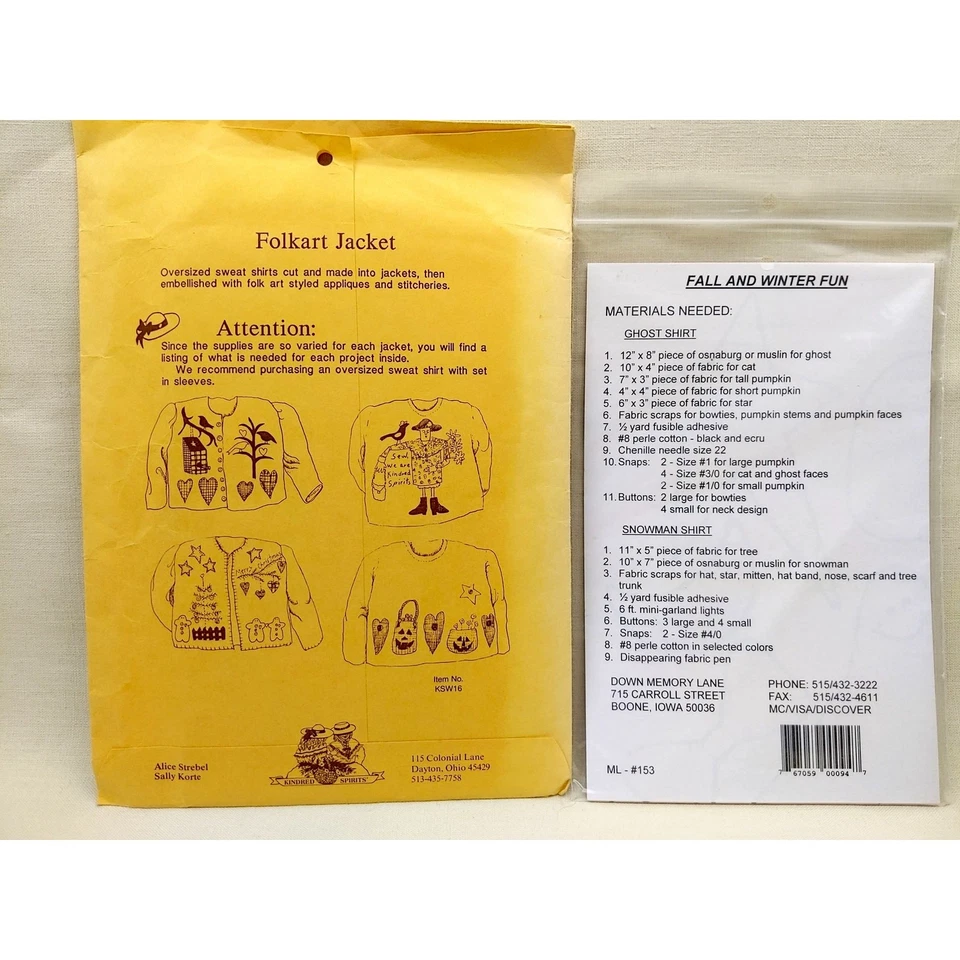 Folkart Jacket
Oversized sweat shirts cut and made into jackets, then
embellished with folk art styled appliques and stitcheries.
Attention:
Since the supplies are so varied for each jacket, you will find a
listing of what is needed for each project inside.
We recommend purchasing an oversized sweat shirt with set
in sleeves.
Seed
we are
Kindred
Spirits
Merry Christmas
Item No.
KSW16
Alice Strebel
Sally Korte
KINDRED SPIRITS
115 Colonial Lane
Dayton, Ohio 45429
513-435-7758
FALL AND WINTER FUN
MATERIALS NEEDED:
GHOST SHIRT
1. 12" x 8" piece of osnaburg or muslin for ghost
2. 10" x 4" piece of fabric for cat
3. 7" x 3" piece of fabric for tall pumpkin
4. 4" x 4" piece of fabric for short pumpkin
5. 6" x 3" piece of fabric for star
6. Fabric scraps for bowties, pumpkin stems and pumpkin faces
7. ½ yard fusible adhesive
8. #8 perle cotton - black and ecru
9. Chenille needle size 22
10. Snaps: 2 - Size #1 for large pumpkin
4 - Size #3/0 for cat and ghost faces
2 - Size #1/0 for small pumpkin
11. Buttons: 2 large for bowties
4 small for neck design
SNOWMAN SHIRT
1. 11" x 5" piece of fabric for tree
2. 10" x 7" piece of osnaburg or muslin for snowman
3. Fabric scraps for hat, star, mitten, hat band, nose, scarf and tree
trunk
4. ½ yard fusible adhesive
5. 6 ft. mini-garland lights
6. Buttons: 3 large and 4 small
7. Snaps: 2 - Size #4/0
8. #8 perle cotton in selected colors
9. Disappearing fabric pen
DOWN MEMORY LANE
715 CARROLL STREET
BOONE, IOWA 50036
PHONE: 515/432-3222
FAX: 515/432-4611
MC/VISA/DISCOVER
ML - #153
7 67059 00094 7